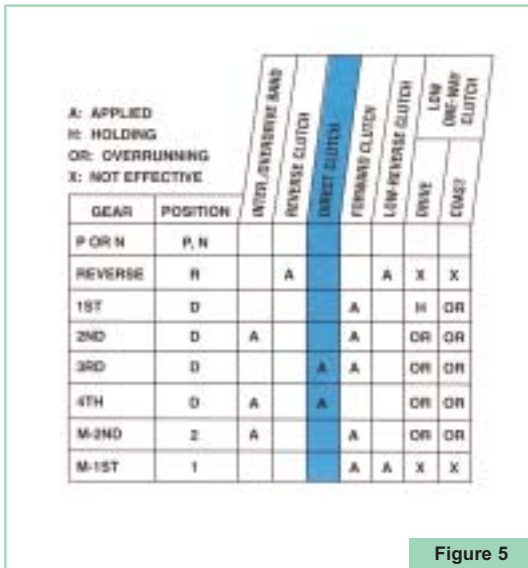 A: APPLIED
H: HOLDING
OR: OVERRUNNING
X: NOT EFFECTIVE
INTER./OVERDRIVE BAND
REVERSE CLUTCH
DIRECT CLUTCH
FORWARD CLUTCH
LOW-REVERSE CLUTCH
LOW
ONE-WAY
CLUTCH
DRIVE
COAST
GEAR POSITION
P OR N P, N
REVERSE R A A X X
1ST D A H OR
2ND D A A OR OR
3RD D A A OR OR
4TH D A A OR OR
M-2ND 2 A A OR OR
M-1ST 1 A A X X
Figure 5